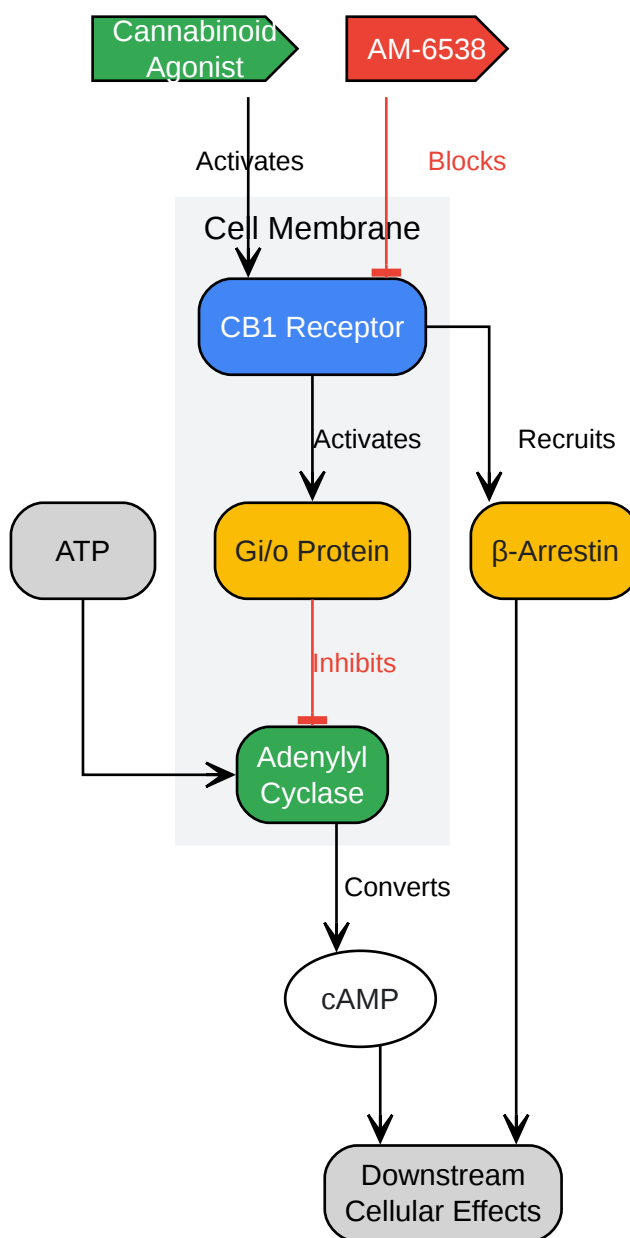 Cannabinoid
Agonist
AM-6538
Activates
Blocks
Cell Membrane
CB1 Receptor
Activates
Recruits
ATP
Gi/o Protein
β-Arrestin
Inhibits
Adenylyl
Cyclase
Converts
cAMP
Downstream
Cellular Effects